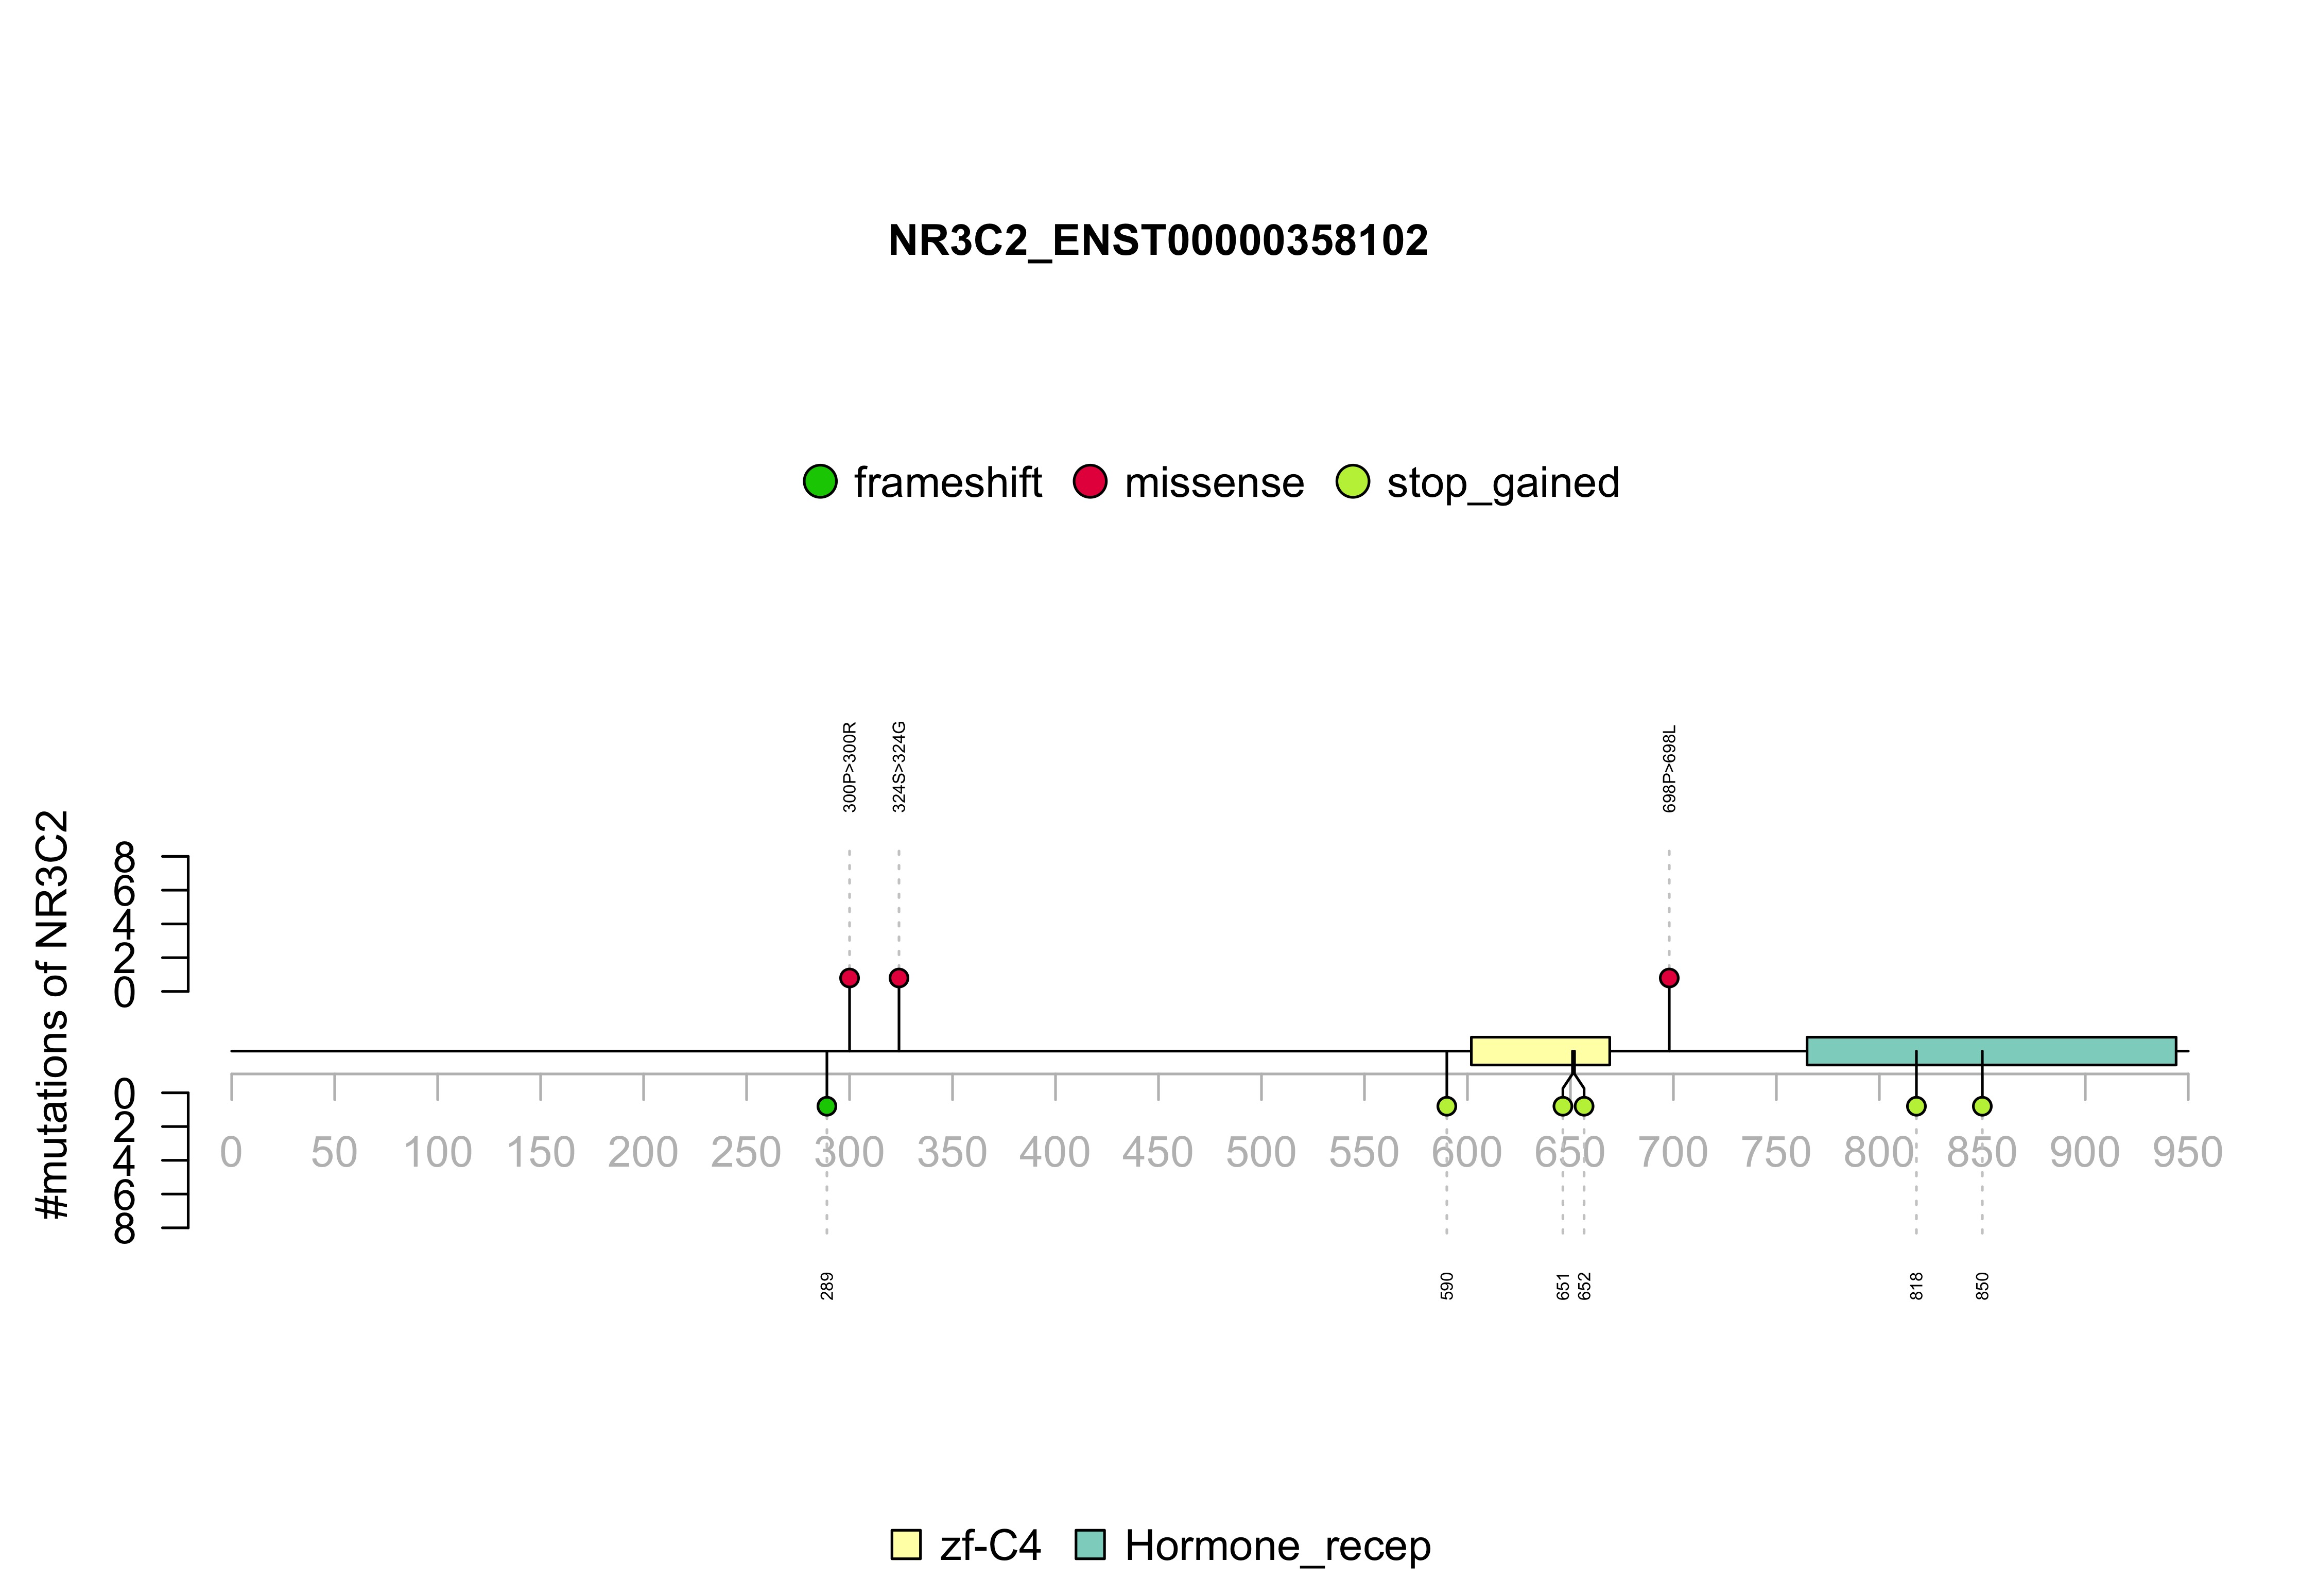 NR3C2_ENST00000358102
frameshift missense stop_gained
300P>300R 324S>324G 698P>698L
#mutations of NR3C2
8
6
4
2
0
0
2
4
6
8
0 50 100 150 200 250 300 350 400 450 500 550 600 650 700 750 800 850 900 950
289 590 651 652 818 850
zf-C4 Hormone_recep